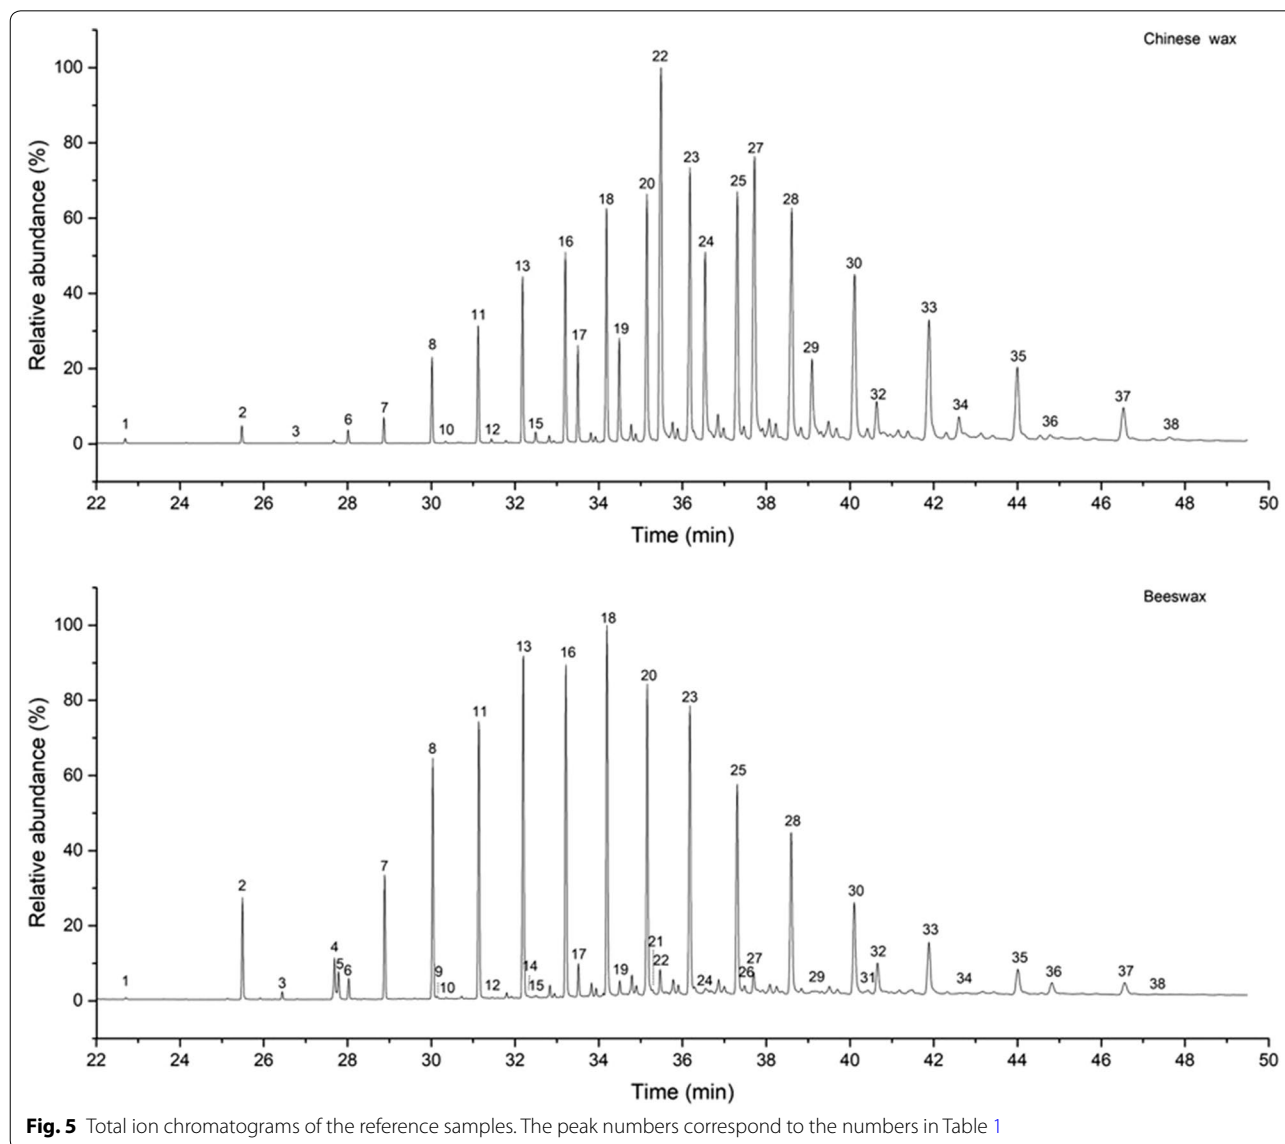 Chinese wax
Relative abundance (%)
100
80
60
40
20
0
1 2 3 6 7 8 10 11 12 13 15 16 17 18 19 20 22 23 24 25 27 28 29 30 32 33 34 35 36 37 38
22 24 26 28 30 32 34 36 38 40 42 44 46 48 50
Time (min)
Beeswax
Relative abundance (%)
100
80
60
40
20
0
1 2 3 4 5 6 7 8 9 10 11 12 13 14 15 16 17 18 19 20 21 22 23 24 25 26 27 28 29 30 31 32 33 34 35 36 37 38
22 24 26 28 30 32 34 36 38 40 42 44 46 48 50
Time (min)
Fig. 5 Total ion chromatograms of the reference samples. The peak numbers correspond to the numbers in Table 1